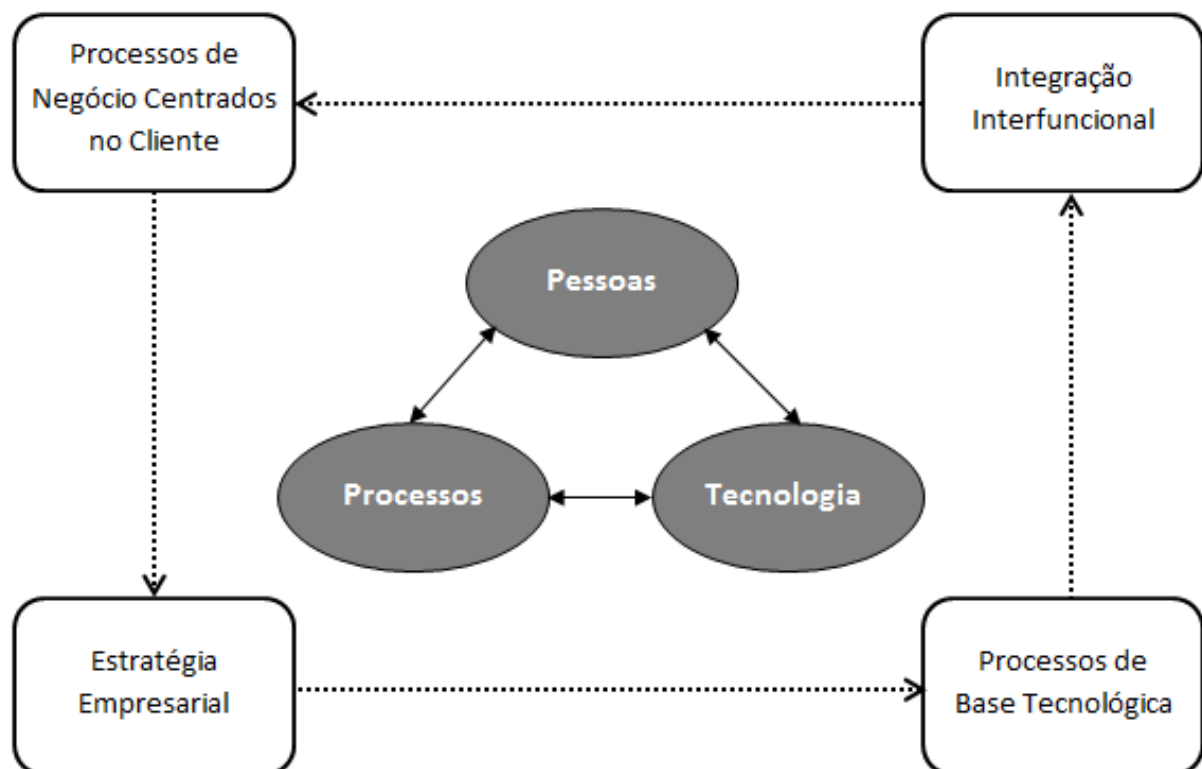 Processos de
Negócio Centrados
no Cliente
Integração
Interfuncional
Pessoas
Processos
Tecnologia
Estratégia
Empresarial
Processos de
Base Tecnológica